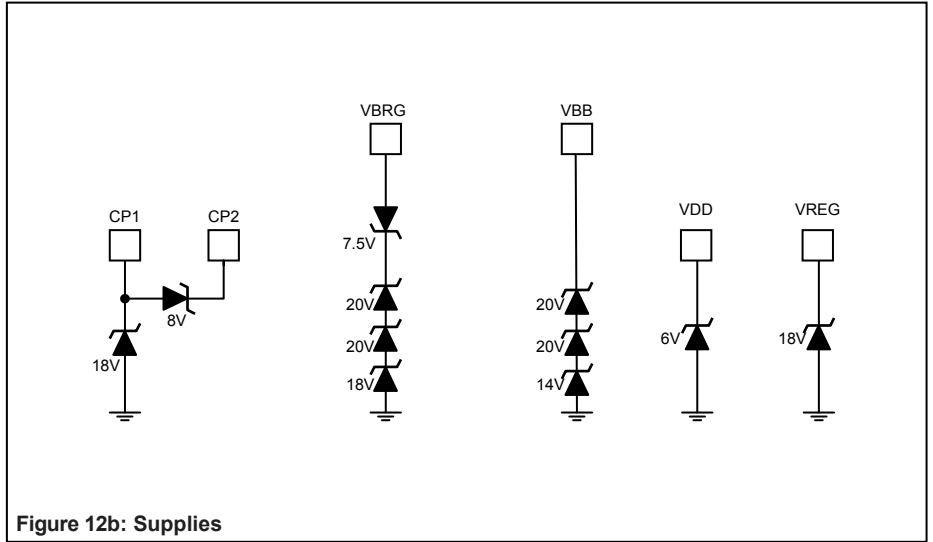 VBRG
VBB
CP1
CP2
VDD
VREG
7.5V
8V
18V
20V
20V
18V
20V
20V
14V
6V
18V
Figure 12b: Supplies